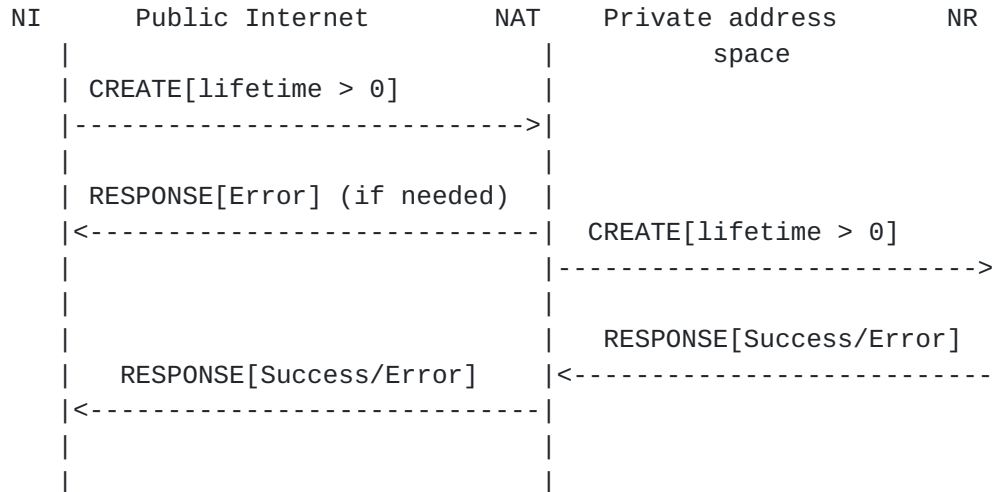 NI      Public Internet        NAT    Private address       NR
   |                              |          space
   | CREATE[lifetime > 0]         |
   |----------------------------->|
   |                              |
   | RESPONSE[Error] (if needed)  |
   |<-----------------------------|  CREATE[lifetime > 0]
   |                              |--------------------------->
   |                              |
   |                              |   RESPONSE[Success/Error]
   |   RESPONSE[Success/Error]    |<---------------------------
   |<-----------------------------|
   |                              |
   |                              |